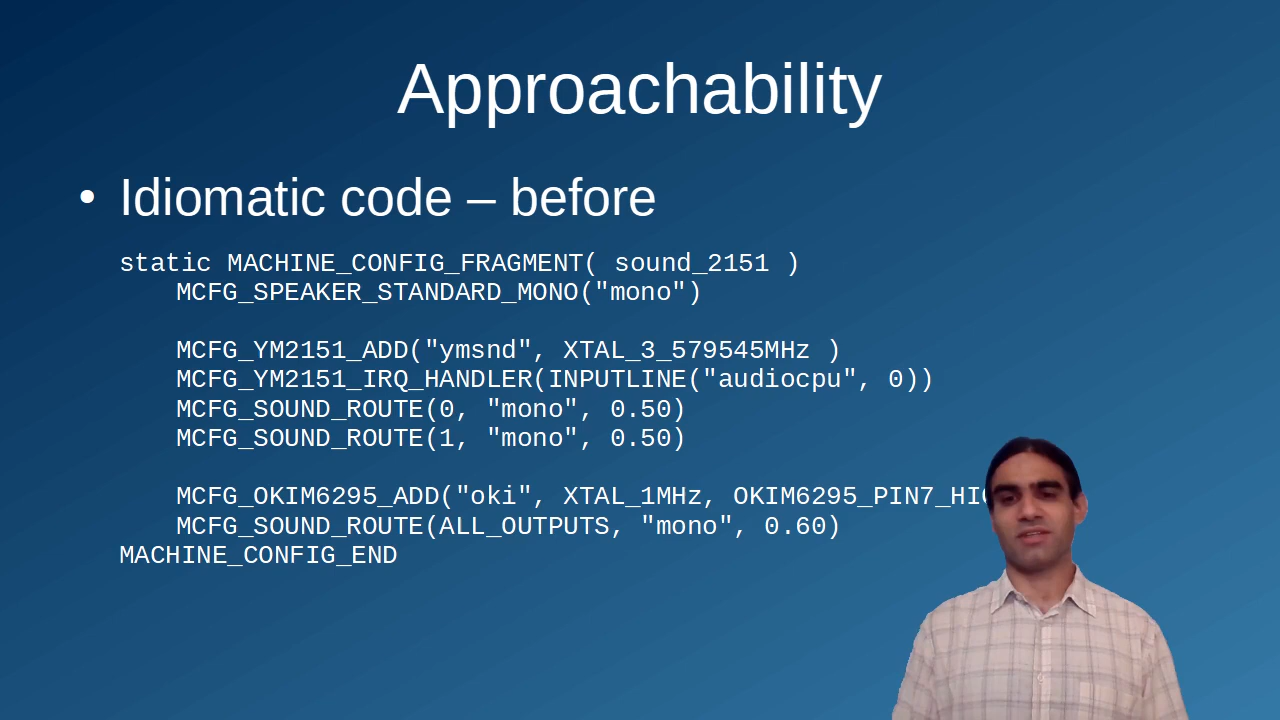 Approachability
• Idiomatic code – before
static MACHINE_CONFIG_FRAGMENT( sound_2151 )
MCFG_SPEAKER_STANDARD_MONO("mono")
MCFG_YM2151_ADD("ymsnd", XTAL_3_579545MHz )
MCFG_YM2151_IRQ_HANDLER(INPUTLINE("audiocpu", 0))
MCFG_SOUND_ROUTE(0, "mono", 0.50)
MCFG_SOUND_ROUTE(1, "mono", 0.50)
MCFG_OKIM6295_ADD("oki", XTAL_1MHz,
MCFG_SOUND_ROUTE(ALL_OUTPUTS, "mono", 0.60)
MACHINE_CONFIG_END